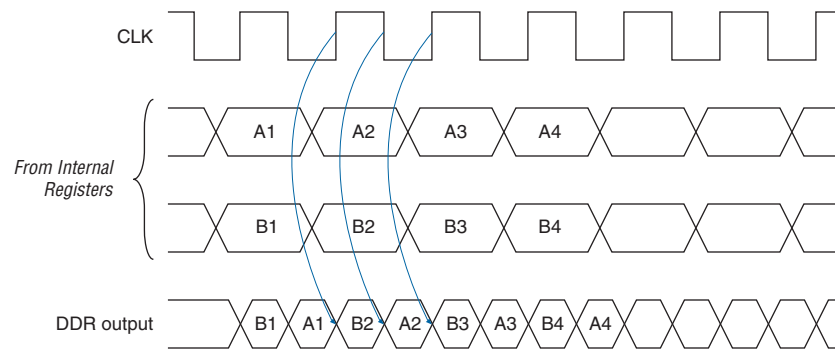 CLK
A1 A2 A3 A4
From Internal
Registers
B1 B2 B3 B4
DDR output B1 A1 B2 A2 B3 A3 B4 A4